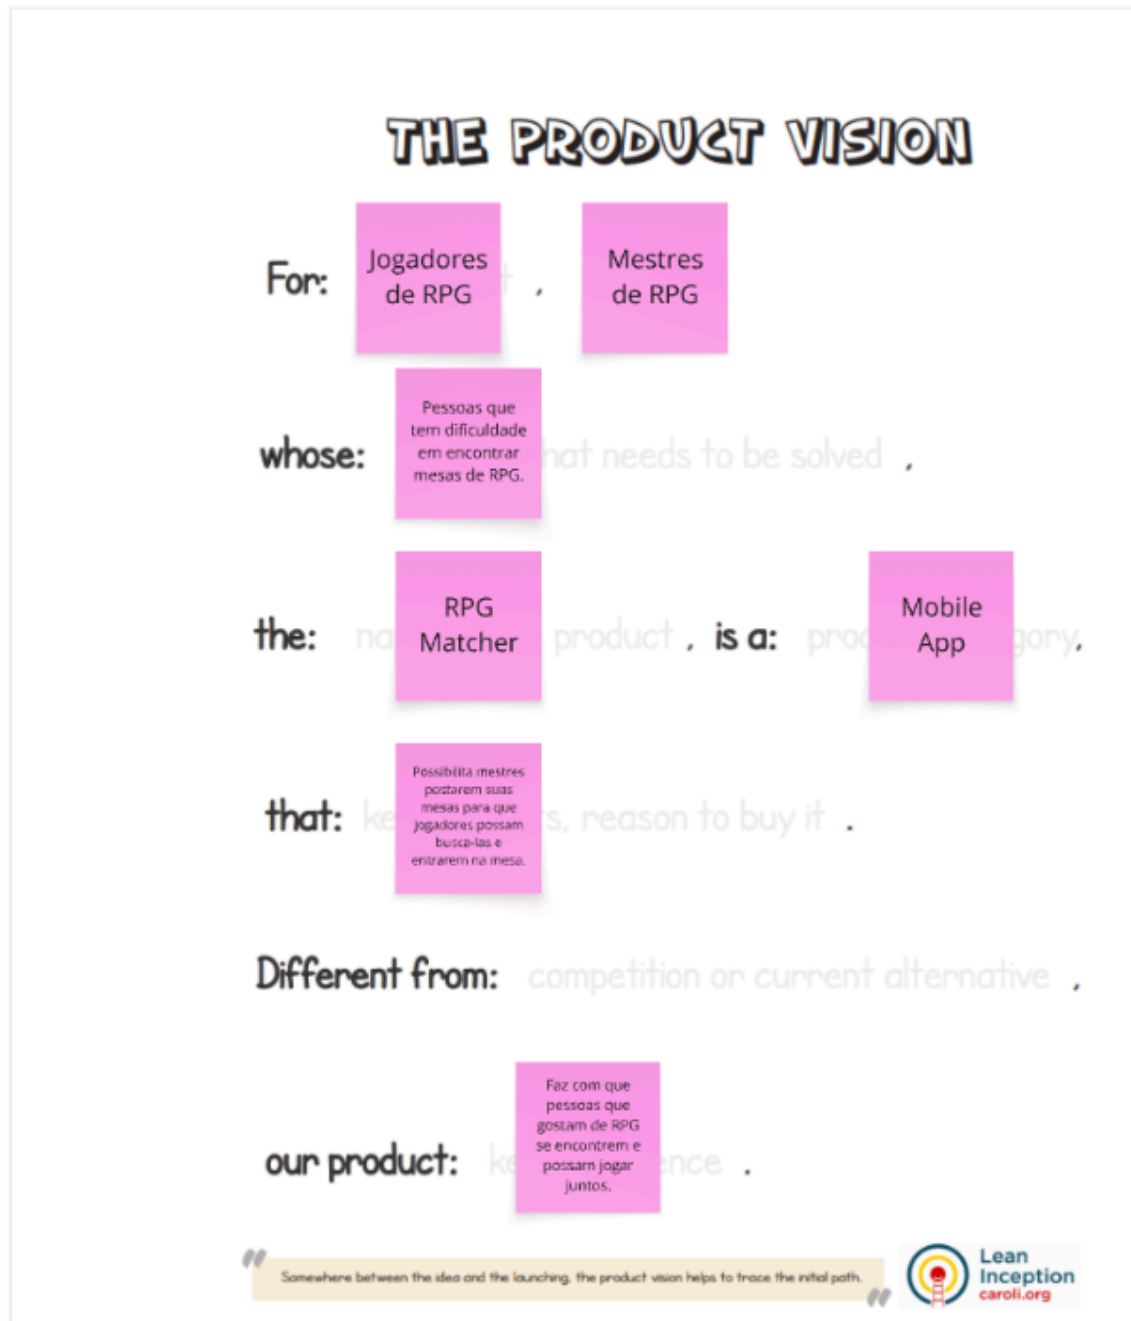 THE PRODUCT VISION
For: Jogadores de RPG , Mestres de RPG
whose: Pessoas que tem dificuldade em encontrar mesas de RPG. hat needs to be solved ,
the: na RPG Matcher product , is a: prod Mobile App gory,
that: ke Possibilita mestres postarem suas mesas para que jogadores possam busca-las e entrarem na mesa. s, reason to buy it .
Different from: competition or current alternative ,
our product: ke Faz com que pessoas que gostam de RPG se encontrem e possam jogar juntos. ence .
" Somewhere between the idea and the launching, the product vision helps to trace the initial path. "
Lean
Inception
caroli.org